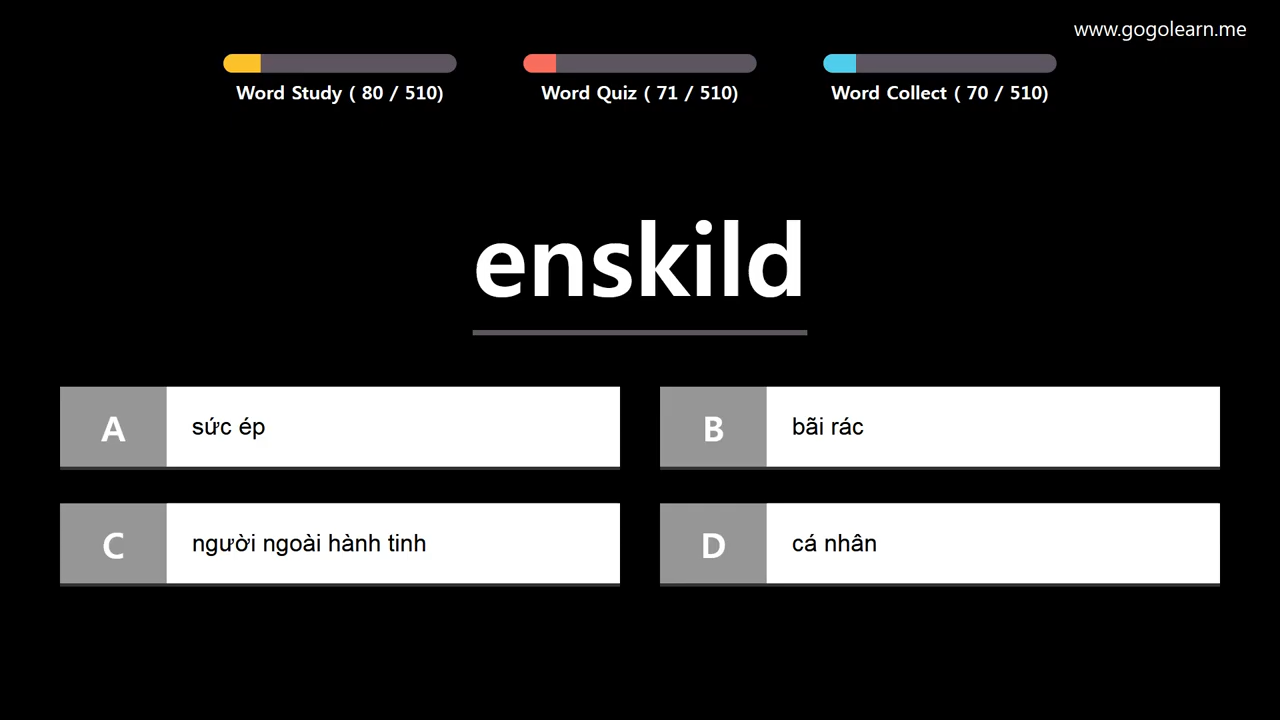 www.gogolearn.me
Word Study ( 80 / 510)
Word Quiz ( 71 / 510)
Word Collect ( 70 / 510)
enskild
A sức ép
B bãi rác
C người ngoài hành tinh
D cá nhân